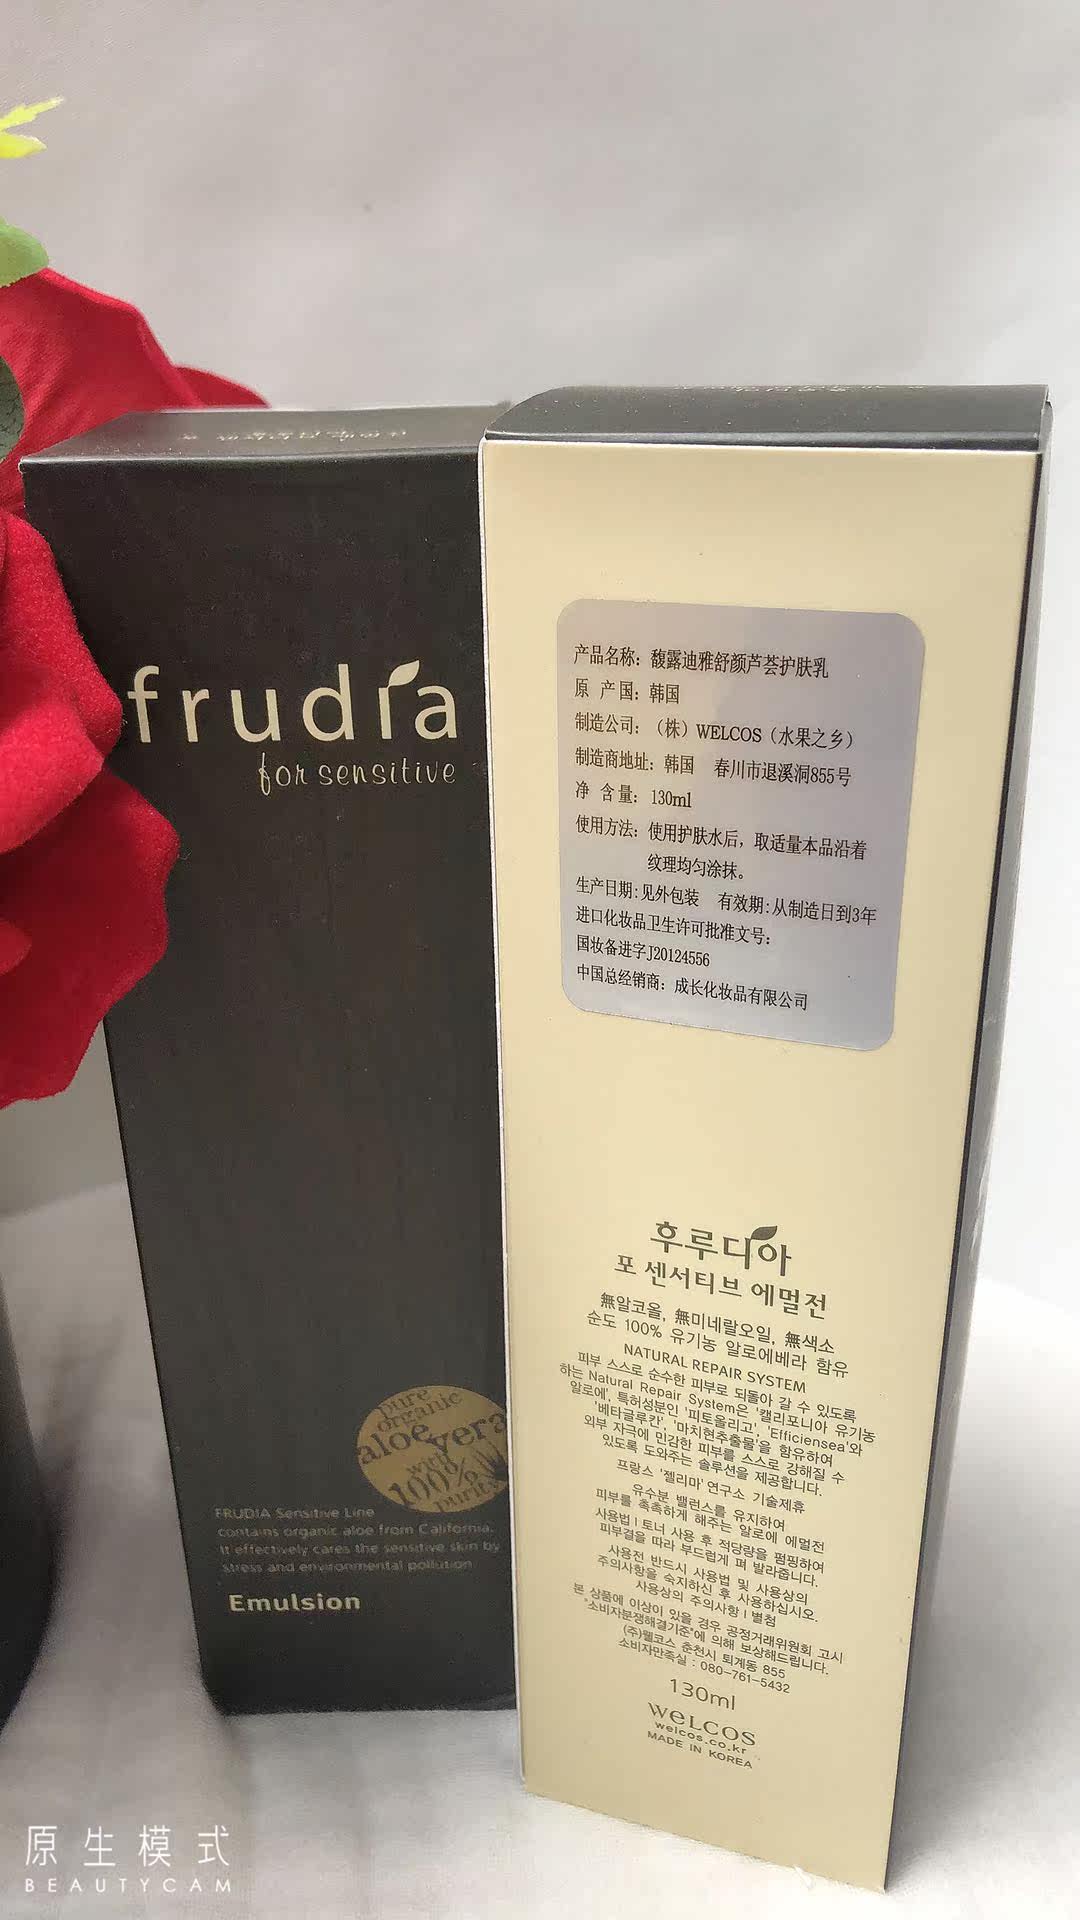 frudia
for sensitive
pure
organic
aloe vera
with
100%
purity
FRUDIA Sensitive Line
contains organic aloe from California.
It effectively cares the sensitive skin by
stress and environmental pollution
Emulsion
产品名称：馥露迪雅舒颜芦荟护肤乳
原 产国：韩国
制造公司：（株）WELCOS（水果之乡）
制造商地址：韩国 春川市退溪洞855号
净 含量：130ml
使用方法：使用护肤水后，取适量本品沿着
纹理均匀涂抹。
生产日期:见外包装 有效期:从制造日到3年
进口化妆品卫生许可批准文号：
国妆备进字J20124556
中国总经销商：成长化妆品有限公司
후루디아
포 센서티브 에멀전
無알코올, 無미네랄오일, 無색소
순도 100% 유기농 알로에베라 함유
NATURAL REPAIR SYSTEM
피부 스스로 순수한 피부로 되돌아 갈 수 있도록
하는 Natural Repair System은 '캘리포니아 유기농
알로에', 특허성분인 '피토올리고', 'Efficiensea'와
'베타글루칸', '마치현추출물'을 함유하여
외부 자극에 민감한 피부를 스스로 강해질 수
있도록 도와주는 솔루션을 제공합니다.
프랑스 '젤리마' 연구소 기술제휴
유수분 밸런스를 유지하여
피부를 촉촉하게 해주는 알로에 에멀전
사용법 | 토너 사용 후 적당량을 펌핑하여
피부결을 따라 부드럽게 펴 발라줍니다.
사용전 반드시 사용법 및 사용상의
주의사항을 숙지하신 후 사용하십시오.
사용상의 주의사항 | 별첨
본 상품에 이상이 있을 경우 공정거래위원회 고시
"소비자분쟁해결기준"에 의해 보상해드립니다.
(주)웰코스 춘천시 퇴계동 855
소비자만족실 : 080-761-5432
130ml
WeLCOS
welcos.co.kr
MADE IN KOREA
原生模式
BEAUTYCAM